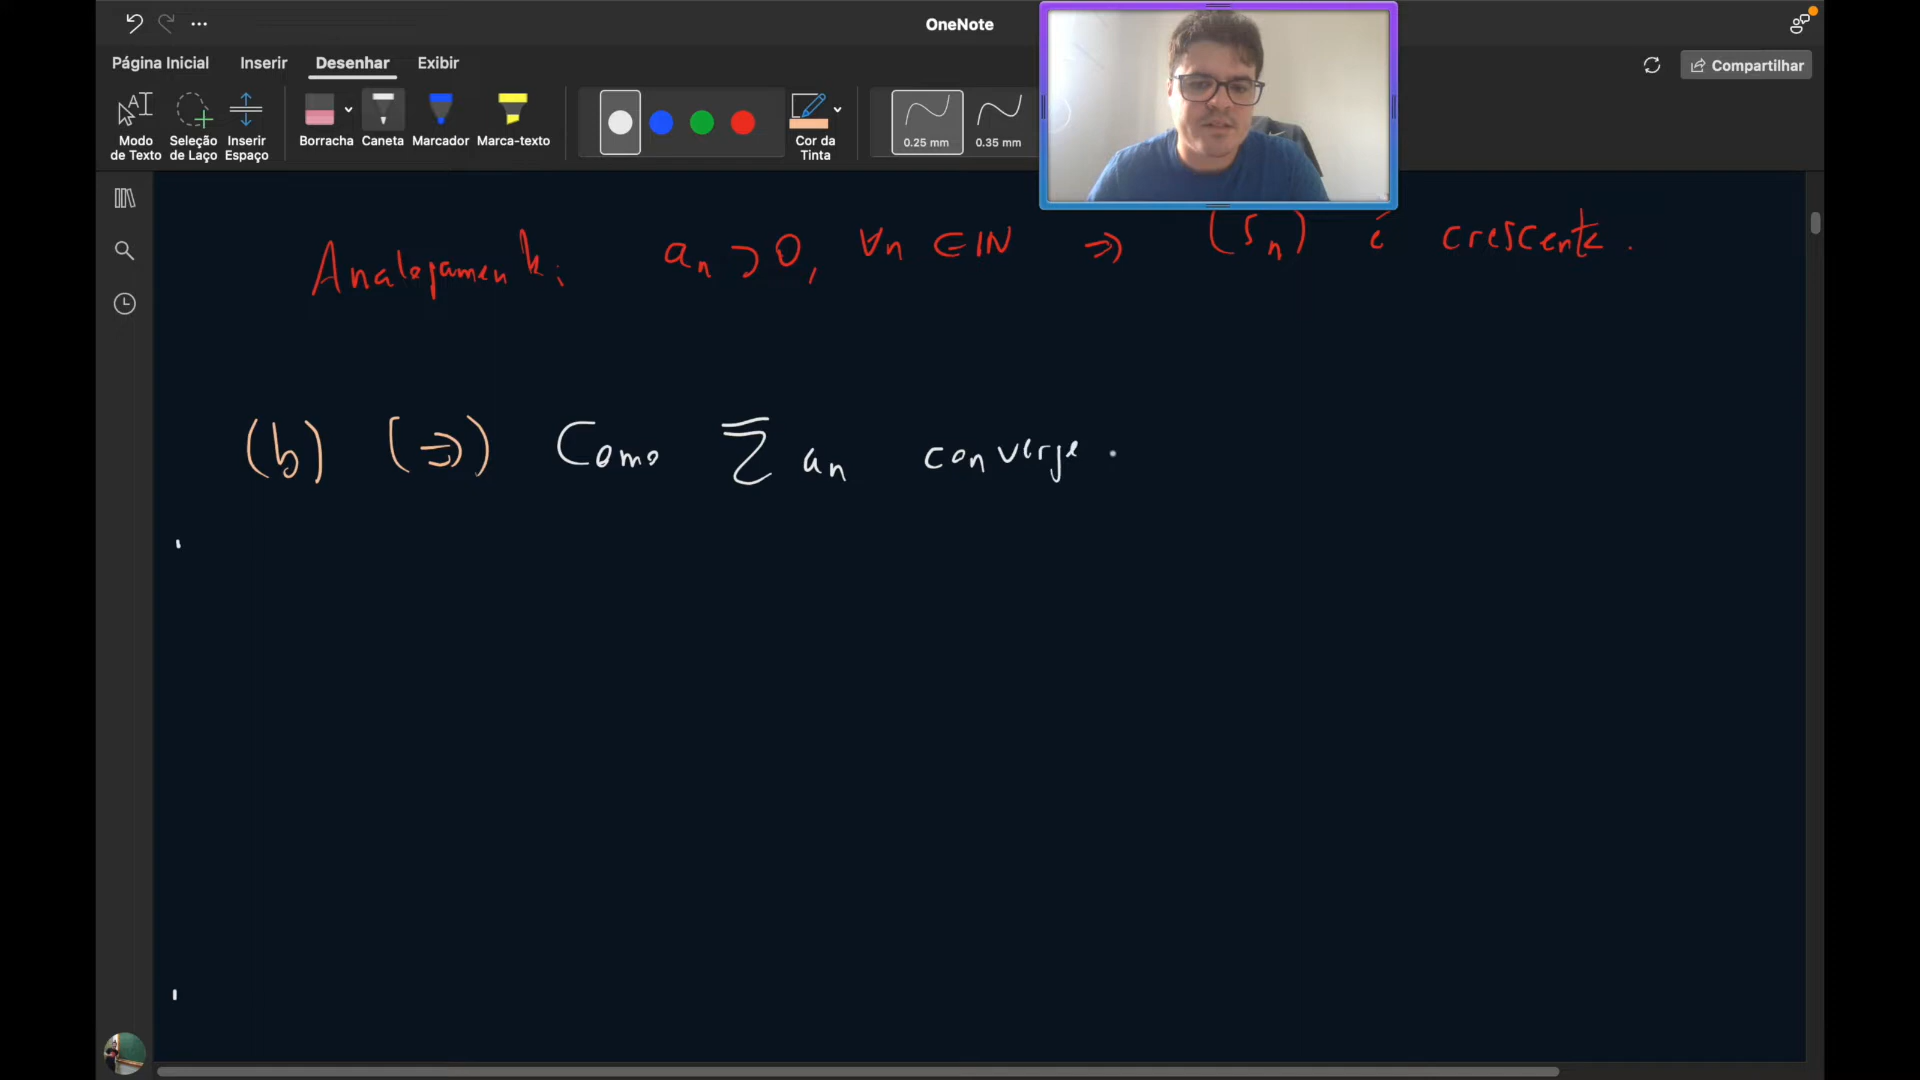 OneNote
Página Inicial Inserir Desenhar Exibir Compartilhar
Modo de Texto Seleção de Laço Inserir Espaço Borracha Caneta Marcador Marca-texto Cor da Tinta 0.25 mm 0.35 mm
Analogamente: aₙ > 0, ∀n ∈ ℕ ⇒ (Sₙ) é crescente.
(b) (⇒) Como Σ aₙ converge.